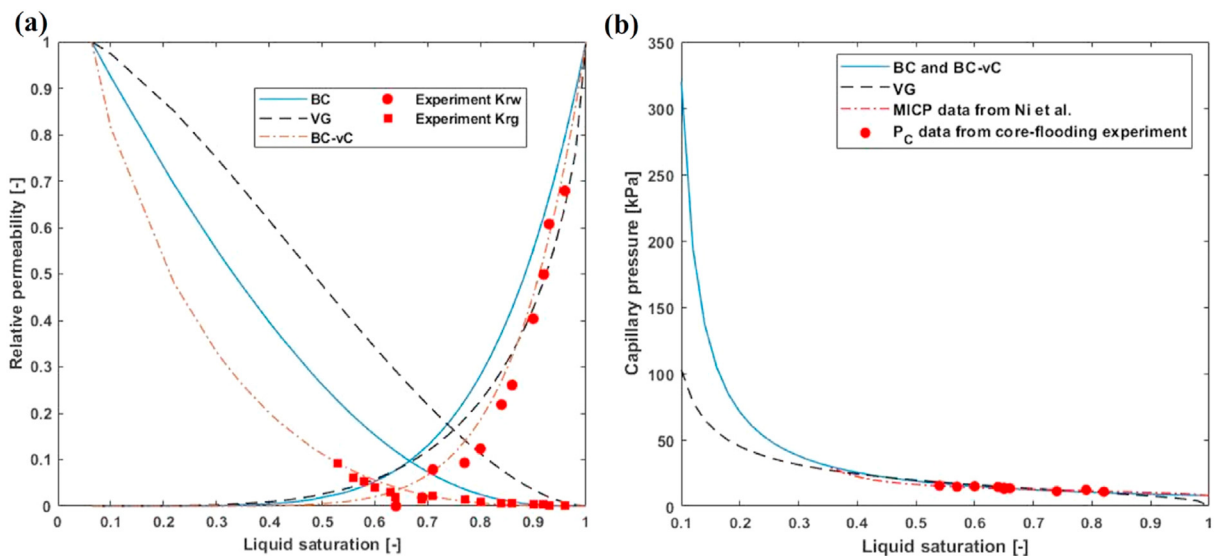 (a)
1
0.9
0.8
0.7
0.6
0.5
0.4
0.3
0.2
0.1
0
Relative permeability [-]
BC
VG
BC-vC
Experiment Krw
Experiment Krg
0 0.1 0.2 0.3 0.4 0.5 0.6 0.7 0.8 0.9 1
Liquid saturation [-]
(b)
350
300
250
200
150
100
50
0
Capillary pressure [kPa]
BC and BC-vC
VG
MICP data from Ni et al.
PC data from core-flooding experiment
0.1 0.2 0.3 0.4 0.5 0.6 0.7 0.8 0.9 1
Liquid saturation [-]